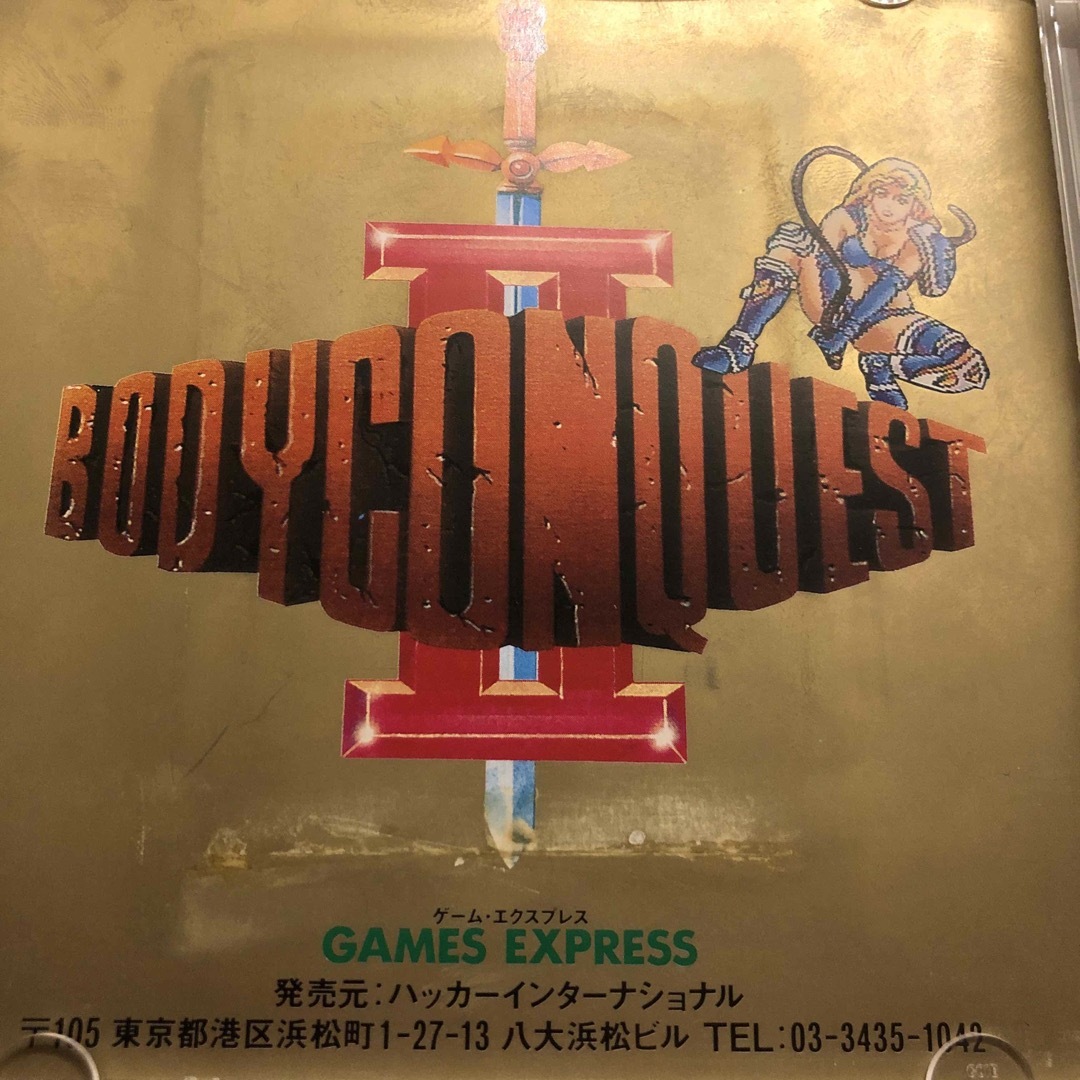 II
BODYCONQUEST
ゲーム・エクスプレス
GAMES EXPRESS
発売元:ハッカーインターナショナル
〒105 東京都港区浜松町1-27-13 八大浜松ビル TEL:03-3435-1042